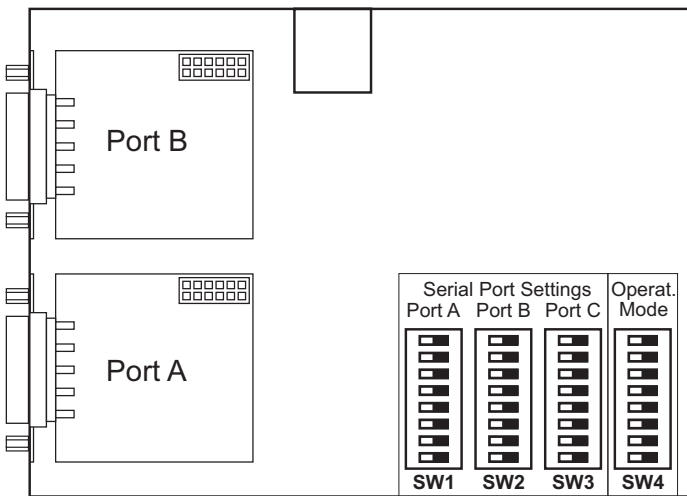 Port B
Port A
Serial Port Settings
Operat.
Mode
Port A
Port B
Port C
SW1
SW2
SW3
SW4